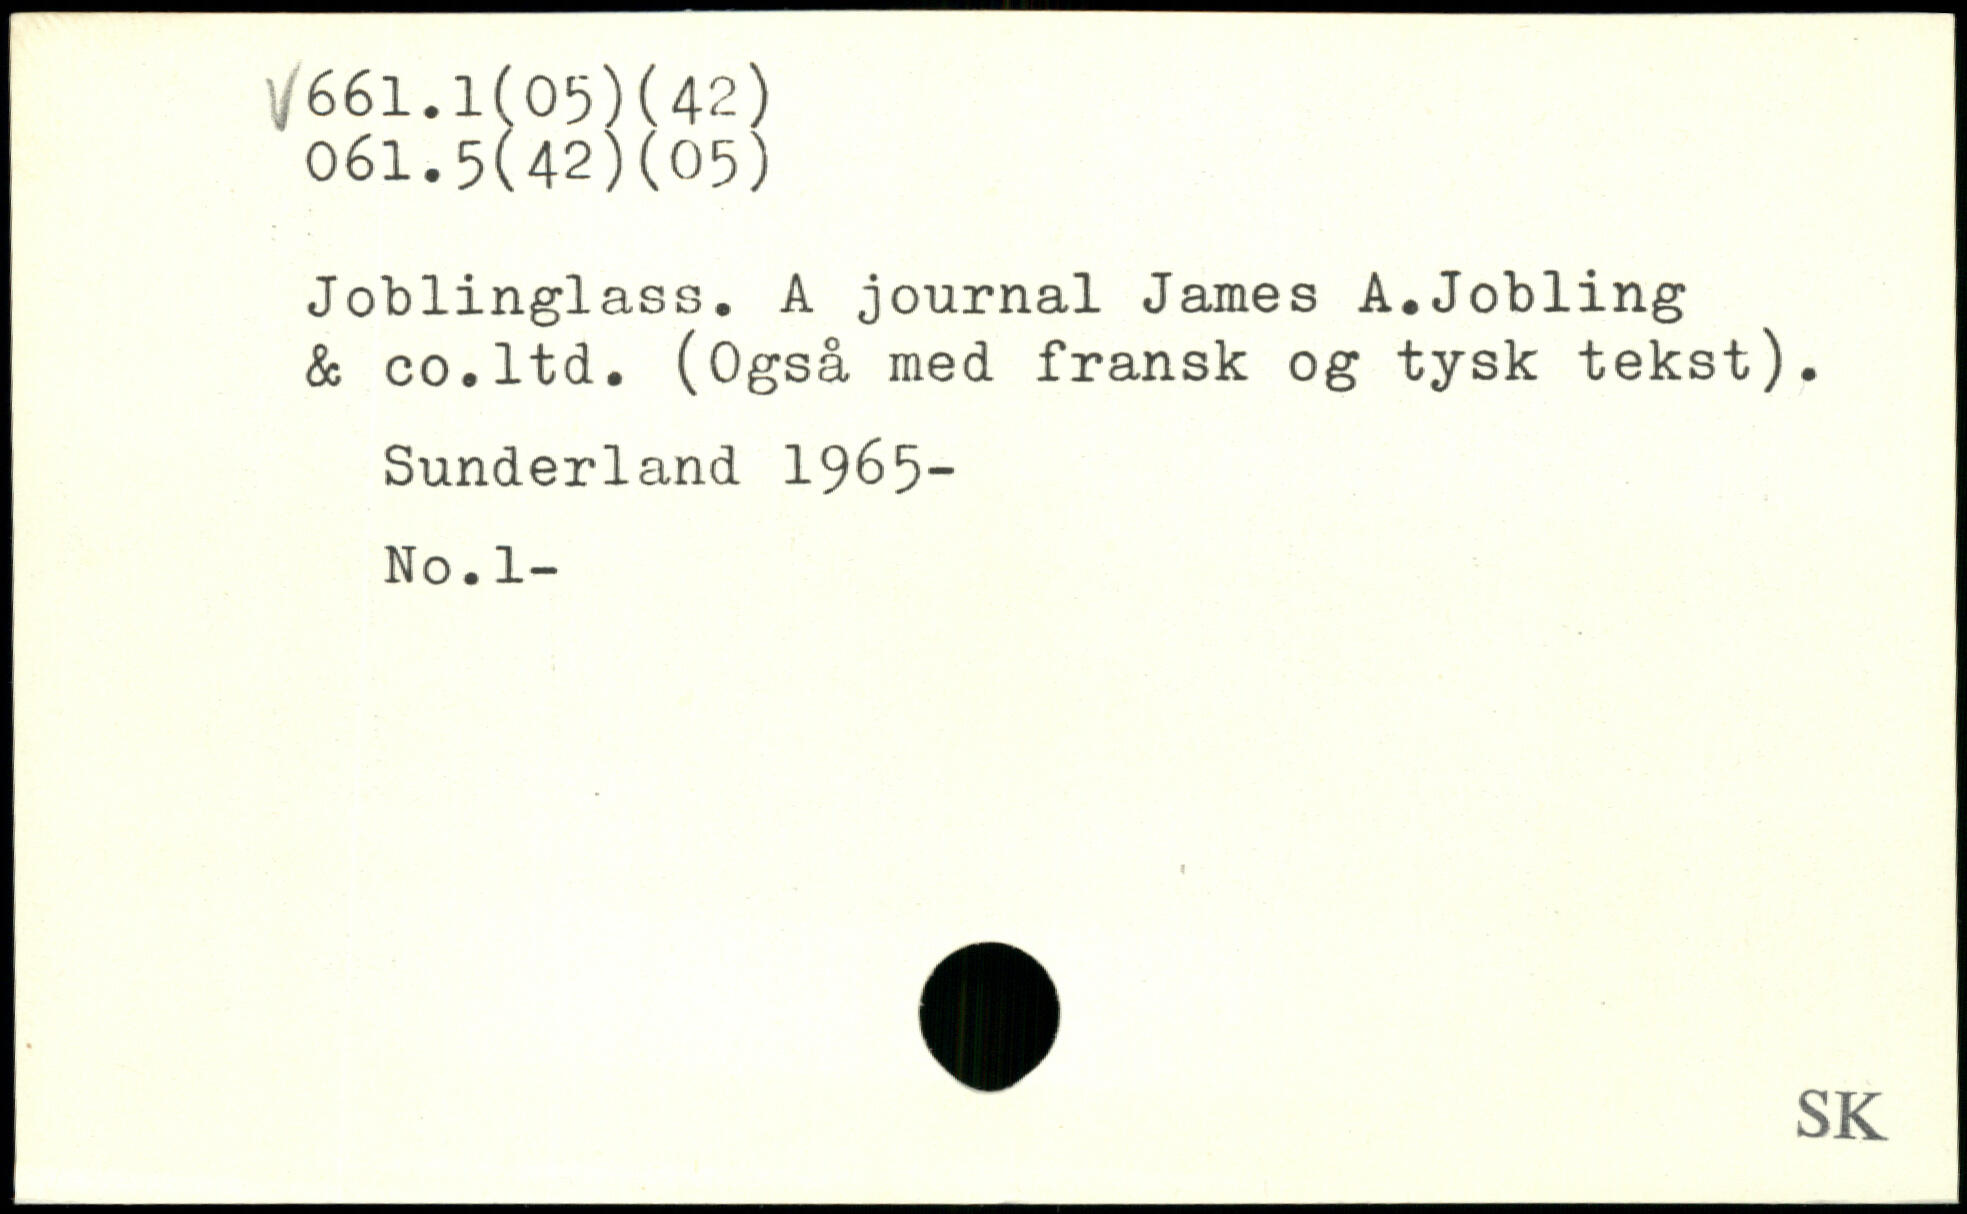 √661.1(05)(42)
061.5(42)(05)
Joblinglass. A journal James A.Jobling
& co.ltd. (Også med fransk og tysk tekst).
Sunderland 1965-
No.1-
SK